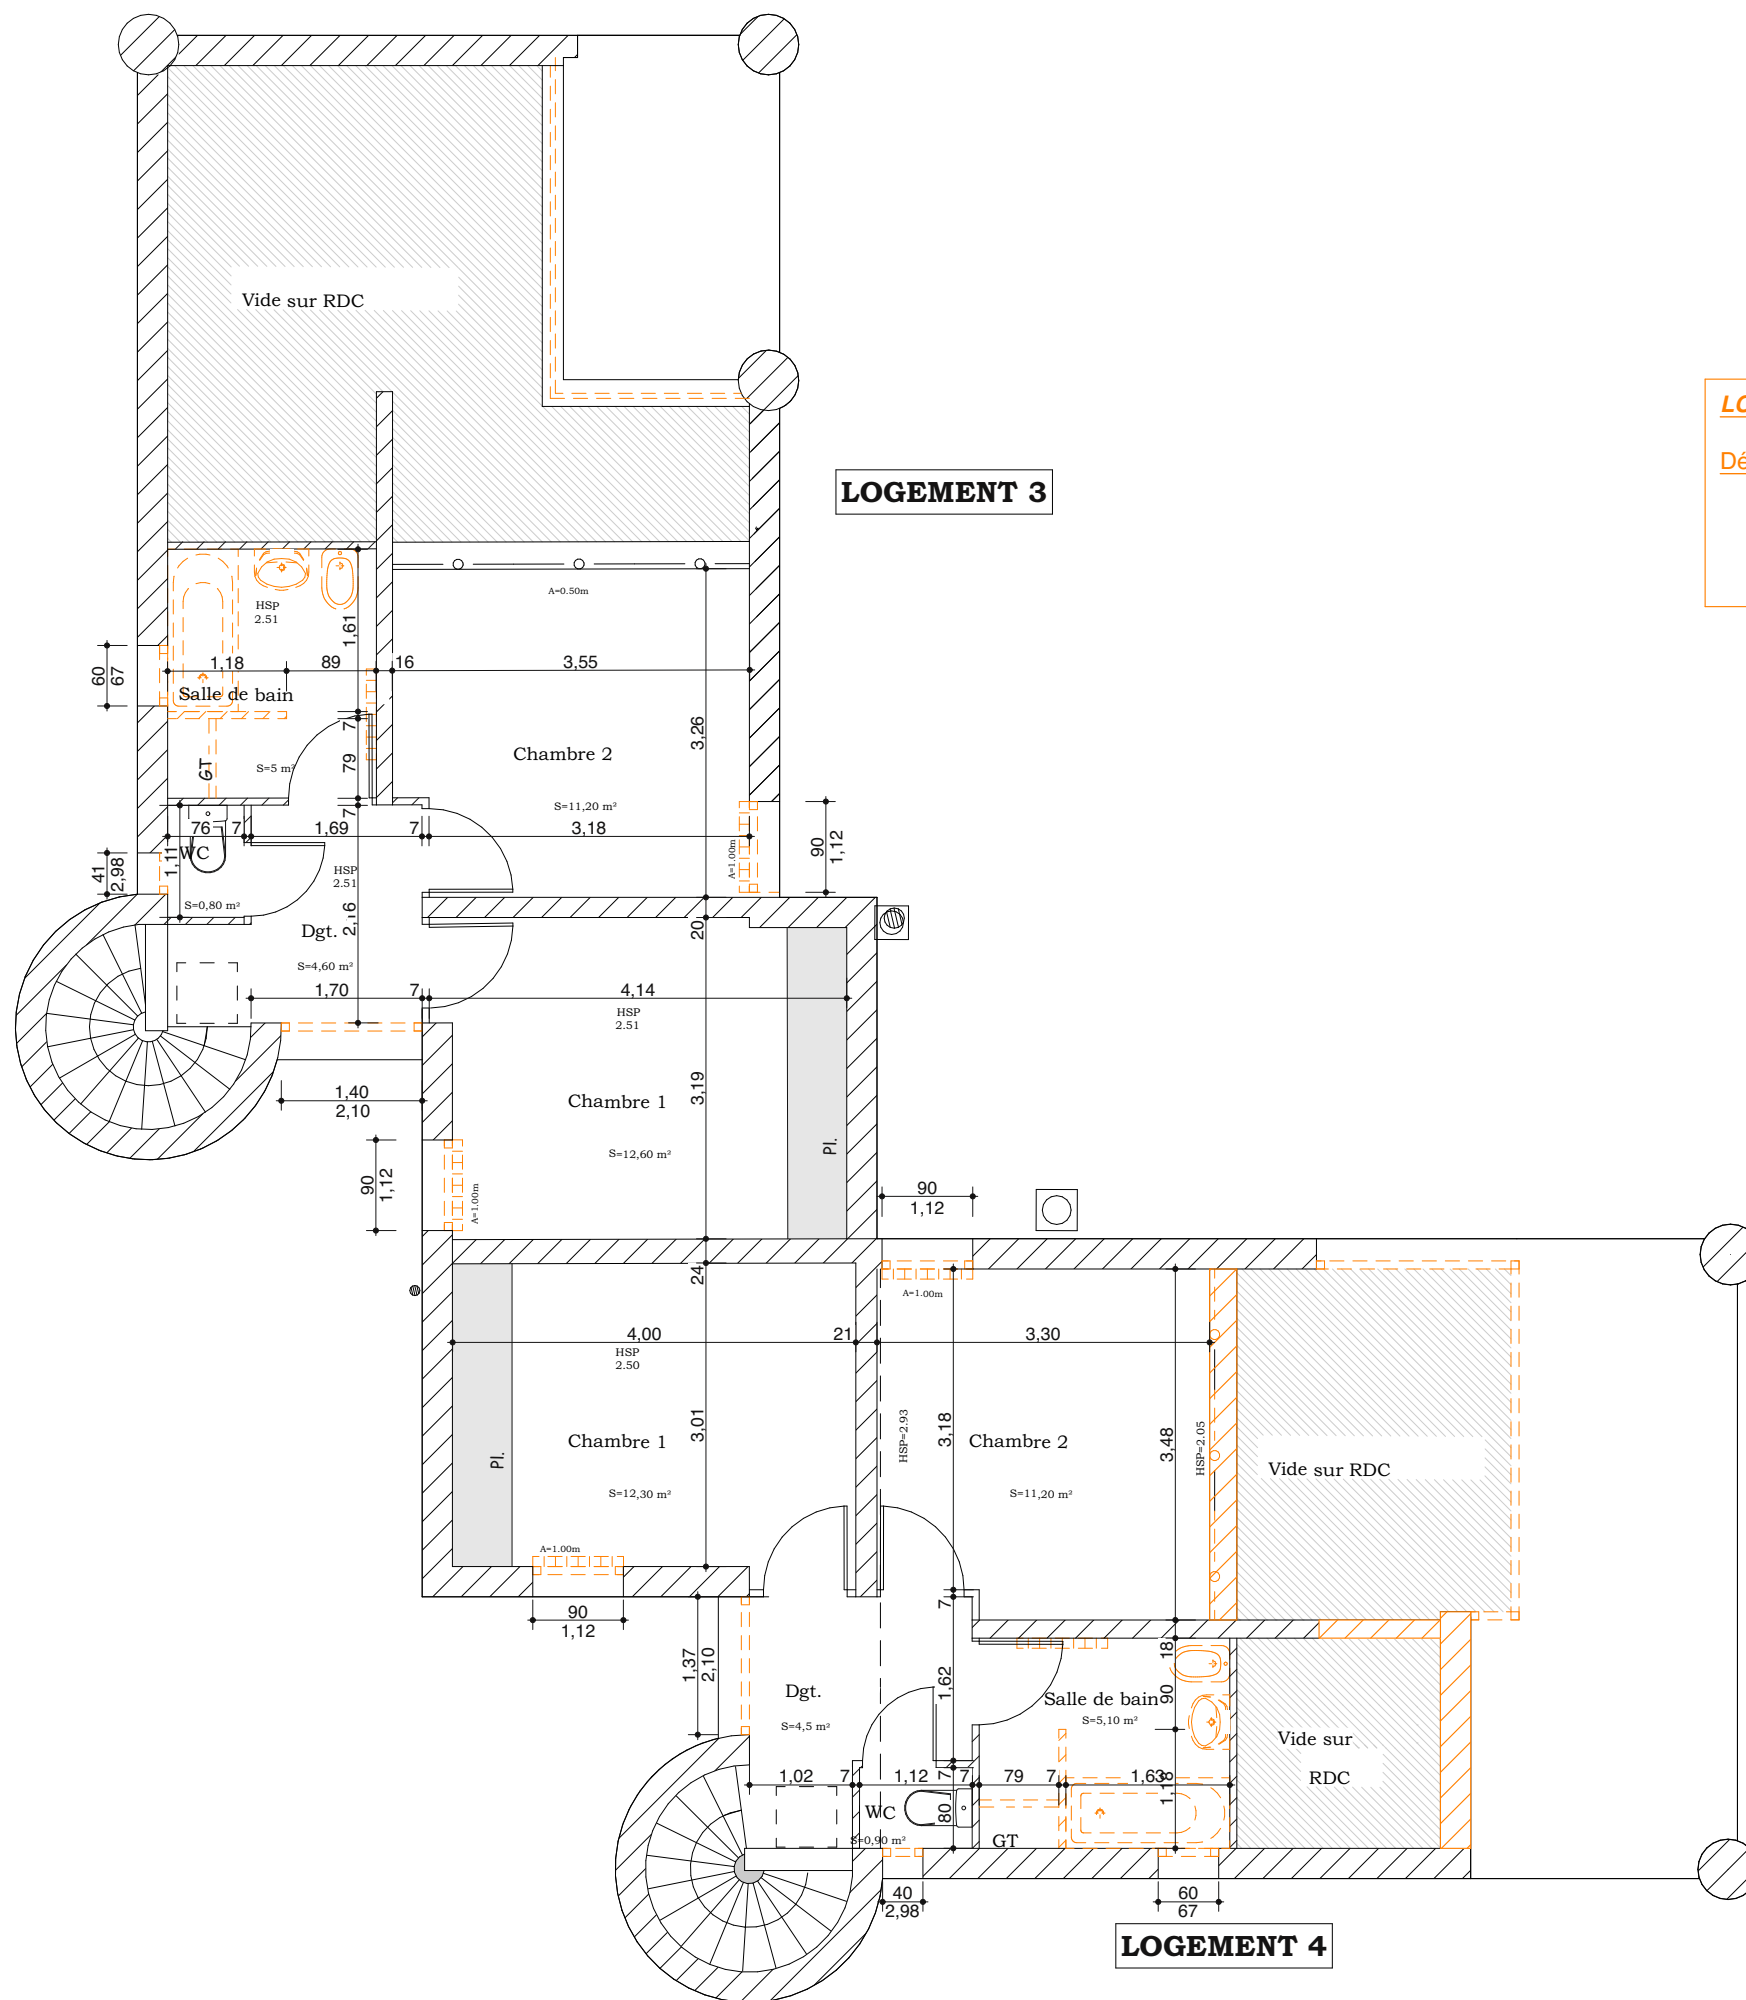 Vide sur RDC
LO
Dé
LOGEMENT 3
A=0.50m
HSP
2.51
1,61
60
67
1,18
89
16
3,55
Salle de bain
7
3,26
79
Chambre 2
GT
S=5 m²
S=11,20 m²
7
76
7
1,69
7
3,18
90
1,12
A=1.00m
WC
1,11
41
2,98
HSP
2.51
S=0,80 m²
2,16
Dgt.
20
S=4,60 m²
1,70
7
4,14
HSP
2.51
1,40
2,10
Chambre 1
3,19
S=12,60 m²
Pl.
90
1,12
A=1.00m
90
1,12
24
A=1.00m
4,00
21
3,30
HSP
2.50
3,01
Chambre 1
HSP=2.93
3,18
Chambre 2
3,48
HSP=2.05
Pl.
Vide sur RDC
S=12,30 m²
S=11,20 m²
A=1.00m
90
1,12
7
1,37
2,10
18
1,62
Dgt.
Salle de bain
90
S=4,5 m²
S=5,10 m²
Vide sur
RDC
1,02
7
1,12
7
7
79
7
1,63
1,18
WC
80
S=0,90 m²
GT
40
2,98
60
67
LOGEMENT 4